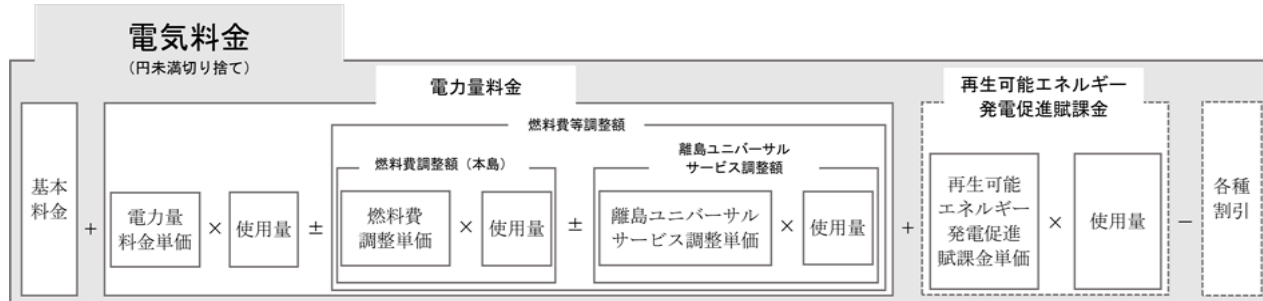 電気料金
(円未満切り捨て)
電力量料金
再生可能エネルギー
発電促進賦課金
燃料費等調整額
燃料費調整額（本島）
離島ユニバーサル
サービス調整額
基本
料金
+
電力量
料金単価
×
使用量
±
燃料費
調整単価
×
使用量
±
離島ユニバーサル
サービス調整単価
×
使用量
+
再生可能
エネルギー
発電促進
賦課金単価
×
使用量
−
各種
割引